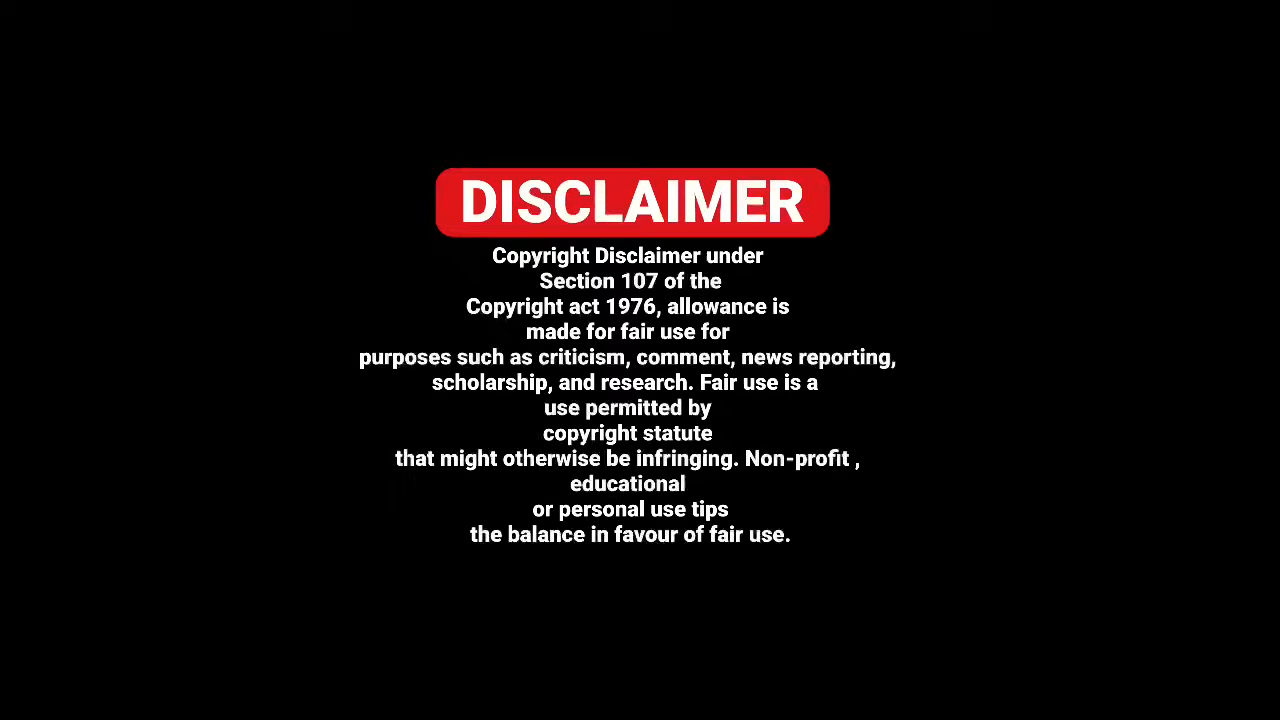 DISCLAIMER
Copyright Disclaimer under
Section 107 of the
Copyright act 1976, allowance is
made for fair use for
purposes such as criticism, comment, news reporting,
scholarship, and research. Fair use is a
use permitted by
copyright statute
that might otherwise be infringing. Non-profit ,
educational
or personal use tips
the balance in favour of fair use.